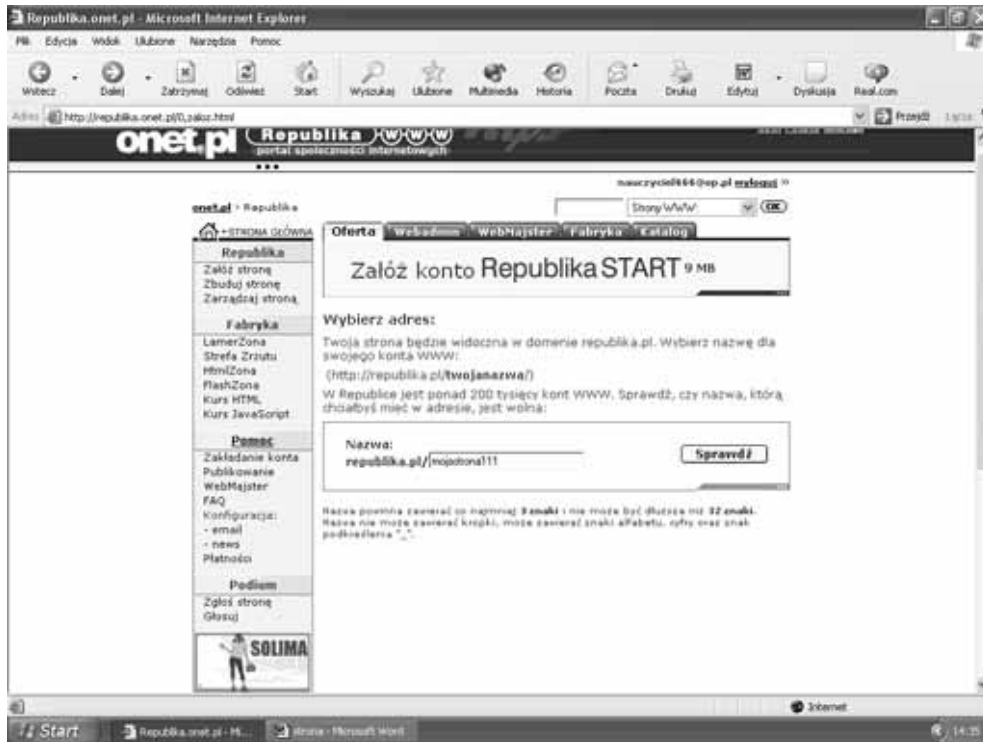 Republika.onet.pl - Microsoft Internet Explorer
Plik Edycja Widok Ulubione Narzędzia Pomoc
Wstecz Dalej Zatrzymaj Odśwież Start Wyszukaj Ulubione Multimedia Historia Poczta Drukuj Edytuj Dyskusja Real.com
Adres http://republika.onet.pl/0,zaloz.html Przejdź Łącza
onet.pl Republika WWW
portal społeczności internetowych
nauczyciel666@op.pl wyloguj »
onet.pl > Republika Strony WWW OK
STRONA GŁÓWNA Oferta Webadmin WebMajster Fabryka Katalog
Republika
Załóż stronę
Zbuduj stronę
Zarządzaj stroną
Załóż konto Republika START 9 MB
Fabryka
LamerZona
Strefa Zrzutu
HtmlZona
FlashZona
Kurs HTML
Kurs JavaScript
Wybierz adres:
Twoja strona będzie widoczna w domenie republika.pl. Wybierz nazwę dla
swojego konta WWW:
(http://republika.pl/twojanazwa/)
W Republice jest ponad 200 tysięcy kont WWW. Sprawdź, czy nazwa, którą
chciałbyś mieć w adresie, jest wolna:
Pomoc
Zakładanie konta
Publikowanie
WebMajster
FAQ
Konfiguracja:
- email
- news
Płatności
Nazwa:
republika.pl/ mojastrona111 Sprawdź
Nazwa powinna zawierać co najmniej 3 znaki i nie może być dłuższa niż 32 znaki.
Nazwa nie może zawierać kropki, może zawierać znaki alfabetu, cyfry oraz znak
podkreślenia "_".
Podium
Zgłoś stronę
Głosuj
SOLIMA
Internet
Start Republika.onet.pl - Mi... strona - Microsoft Word 14:35